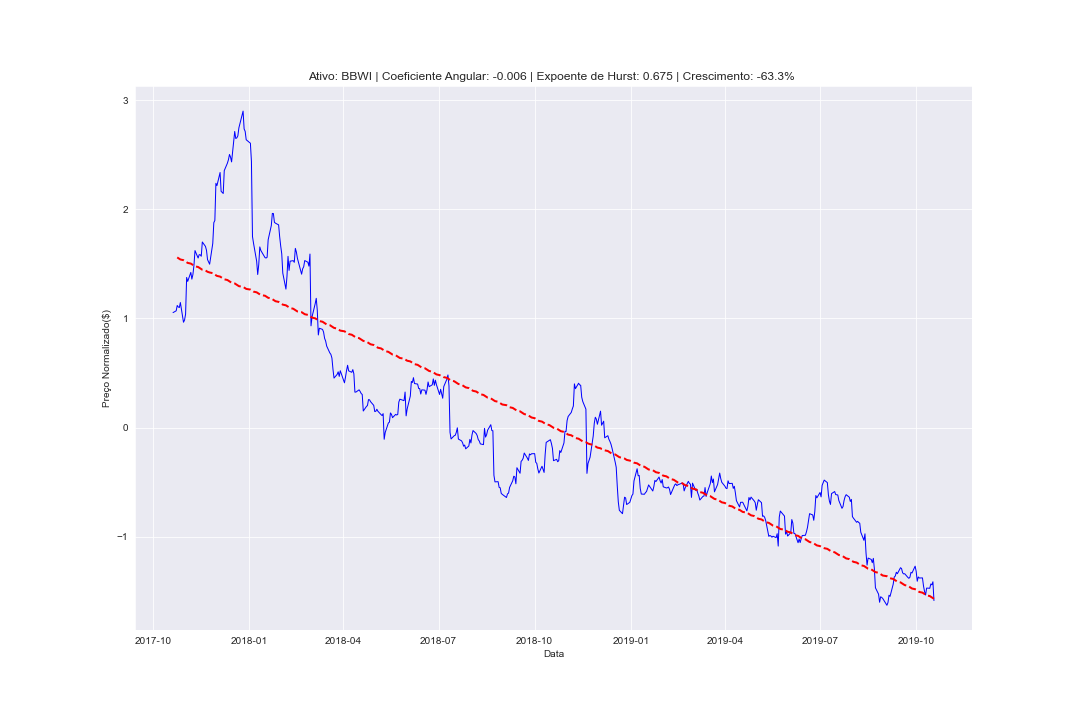 Ativo: BBWI | Coeficiente Angular: -0.006 | Expoente de Hurst: 0.675 | Crescimento: -63.3%
3
2
1
0
−1
Preço Normalizado($)
2017-10 2018-01 2018-04 2018-07 2018-10 2019-01 2019-04 2019-07 2019-10
Data